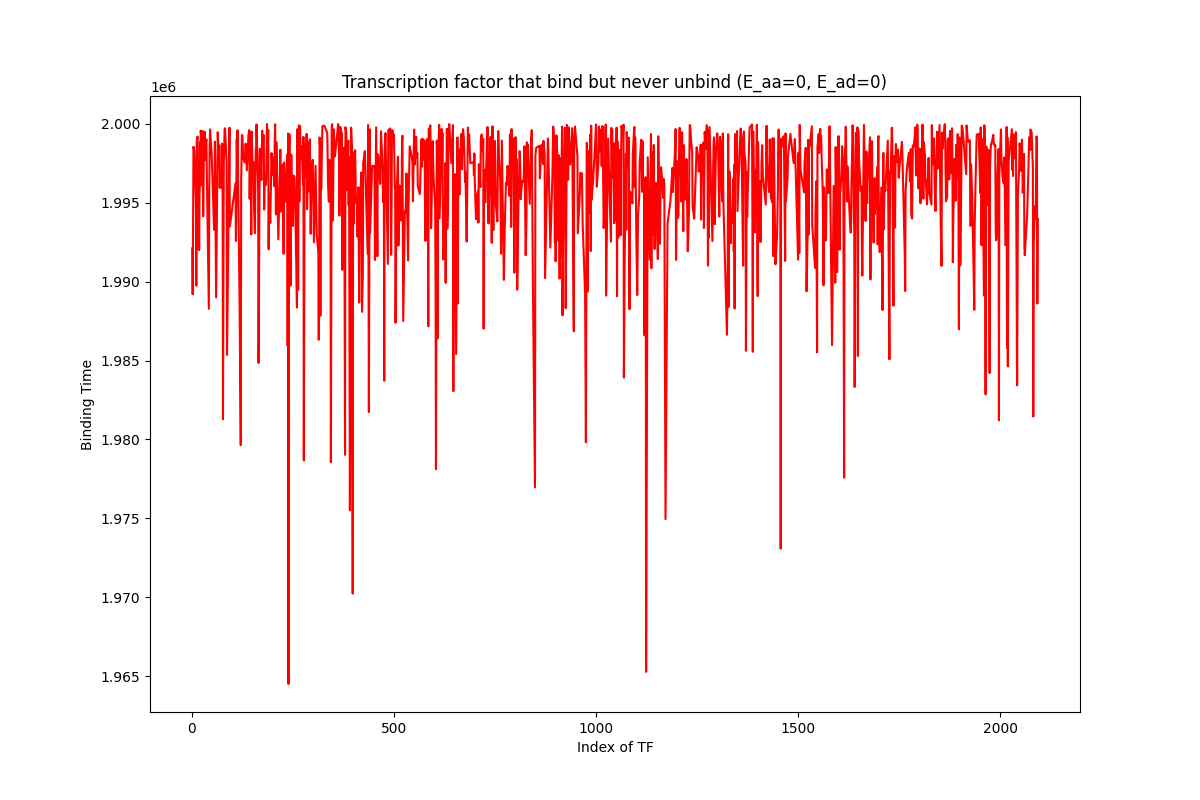 Transcription factor that bind but never unbind (E_aa=0, E_ad=0)
1e6
2.000
1.995
1.990
1.985
1.980
1.975
1.970
1.965
Binding Time
0 500 1000 1500 2000
Index of TF